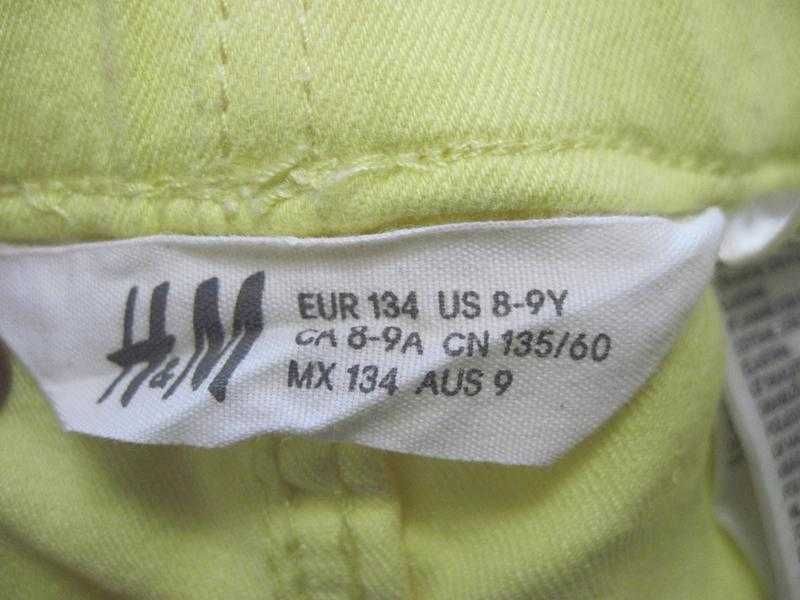 H&M
EUR 134 US 8-9Y
CA 8-9A CN 135/60
MX 134 AUS 9